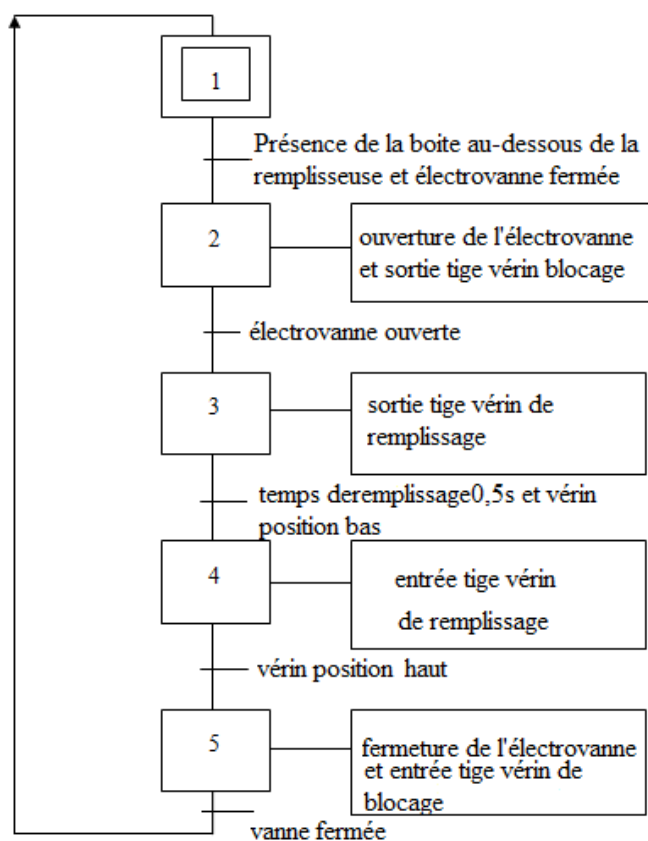 1
Présence de la boite au-dessous de la
remplisseuse et électrovanne fermée
2
ouverture de l'électrovanne
et sortie tige vérin blocage
électrovanne ouverte
3
sortie tige vérin de
remplissage
temps deremplissage0,5s et vérin
position bas
4
entrée tige vérin
de remplissage
vérin position haut
5
fermeture de l'électrovanne
et entrée tige vérin de
blocage
vanne fermée